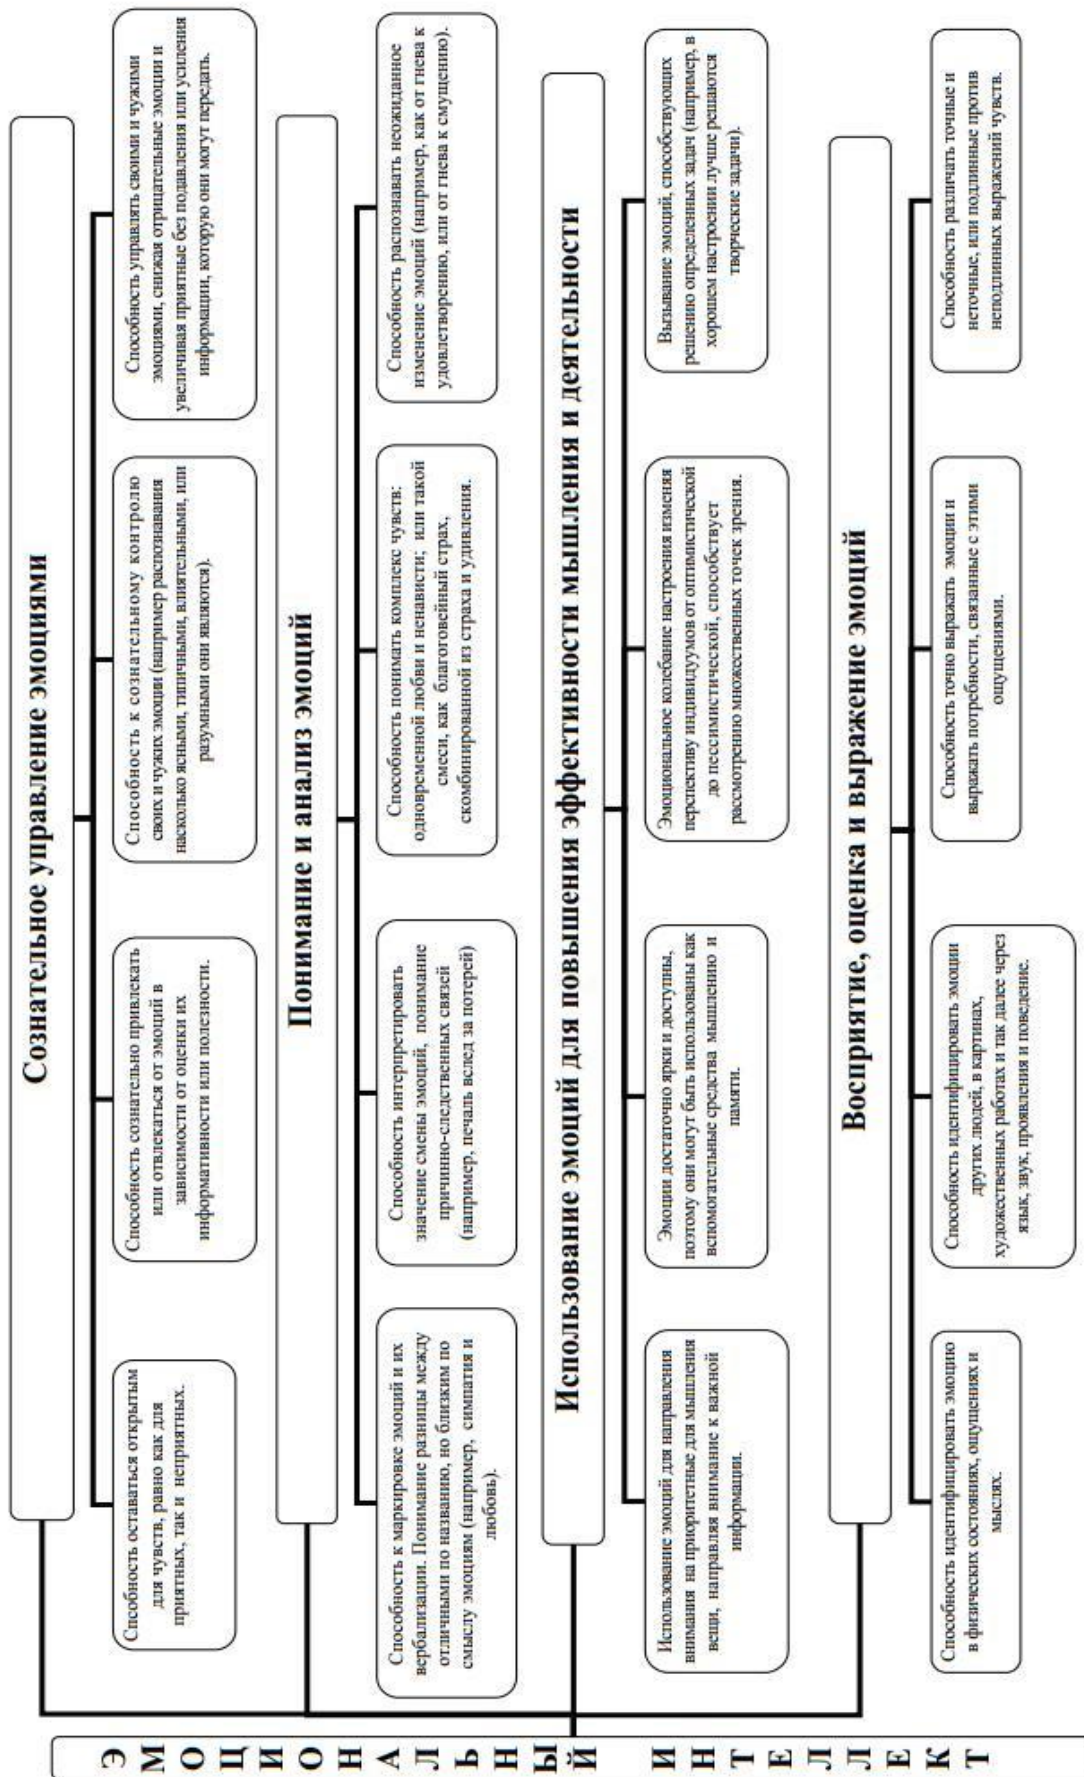 ЭМОЦИОНАЛЬНЫЙ ИНТЕЛЛЕКТ
Сознательное управление эмоциями
Способность оставаться открытым
для чувств, равно как для
приятных, так и неприятных.
Способность сознательно привлекать
или отвлекаться от эмоций в
зависимости от оценки их
информативности или полезности.
Способность к сознательному контролю
своих и чужих эмоции (например распознавания
насколько ясными, типичными, влиятельными, или
разумными они являются).
Способность управлять своими и чужими
эмоциями, снижая отрицательные эмоции и
увеличивая приятные без подавления или усиления
информации, которую они могут передать.
Понимание и анализ эмоций
Способность к маркировке эмоций и их
вербализации. Понимание разницы между
отличными по названию, но близким по
смыслу эмоциям (например, симпатия и
любовь).
Способность интерпретировать
значение смены эмоций, понимание
причинно-следственных связей
(например, печаль вслед за потерей)
Способность понимать комплекс чувств:
одновременной любви и ненависти; или такой
смеси, как благоговейный страх,
скомбинированной из страха и удивления.
Способность распознавать неожиданное
изменение эмоций (например, как от гнева к
удовлетворению, или от гнева к смущению).
Использование эмоций для повышения эффективности мышления и деятельности
Использование эмоций для направления
внимания на приоритетные для мышления
вещи, направляя внимание к важной
информации.
Эмоции достаточно ярки и доступны,
поэтому они могут быть использованы как
вспомогательные средства мышлению и
памяти.
Эмоциональное колебание настроения изменяя
перспективу индивидуумов от оптимистической
до пессимистической, способствует
рассмотрению множественных точек зрения.
Вызывание эмоций, способствующих
решению определенных задач (например, в
хорошем настроении лучше решаются
творческие задачи).
Восприятие, оценка и выражение эмоций
Способность идентифицировать эмоцию
в физических состояниях, ощущениях и
мыслях.
Способность идентифицировать эмоции
других людей, в картинах,
художественных работах и так далее через
язык, звук, проявления и поведение.
Способность точно выражать эмоции и
выражать потребности, связанные с этими
ощущениями.
Способность различать точные и
неточные, или подлинные против
неподлинных выражений чувств.